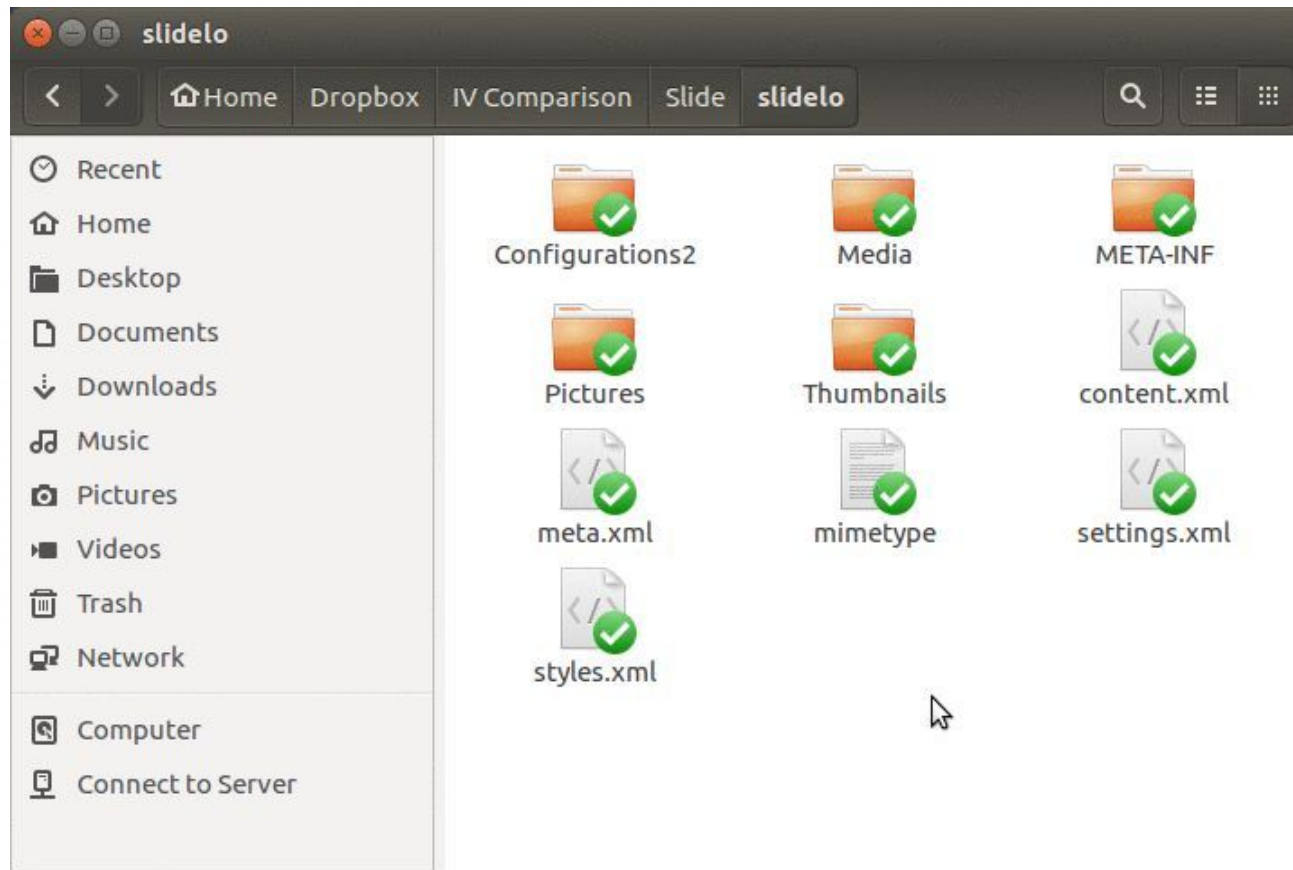 slidelo
Home Dropbox IV Comparison Slide slidelo
Recent
Home
Desktop
Documents
Downloads
Music
Pictures
Videos
Trash
Network
Computer
Connect to Server
Configurations2 Media META-INF
Pictures Thumbnails content.xml
meta.xml mimetype settings.xml
styles.xml